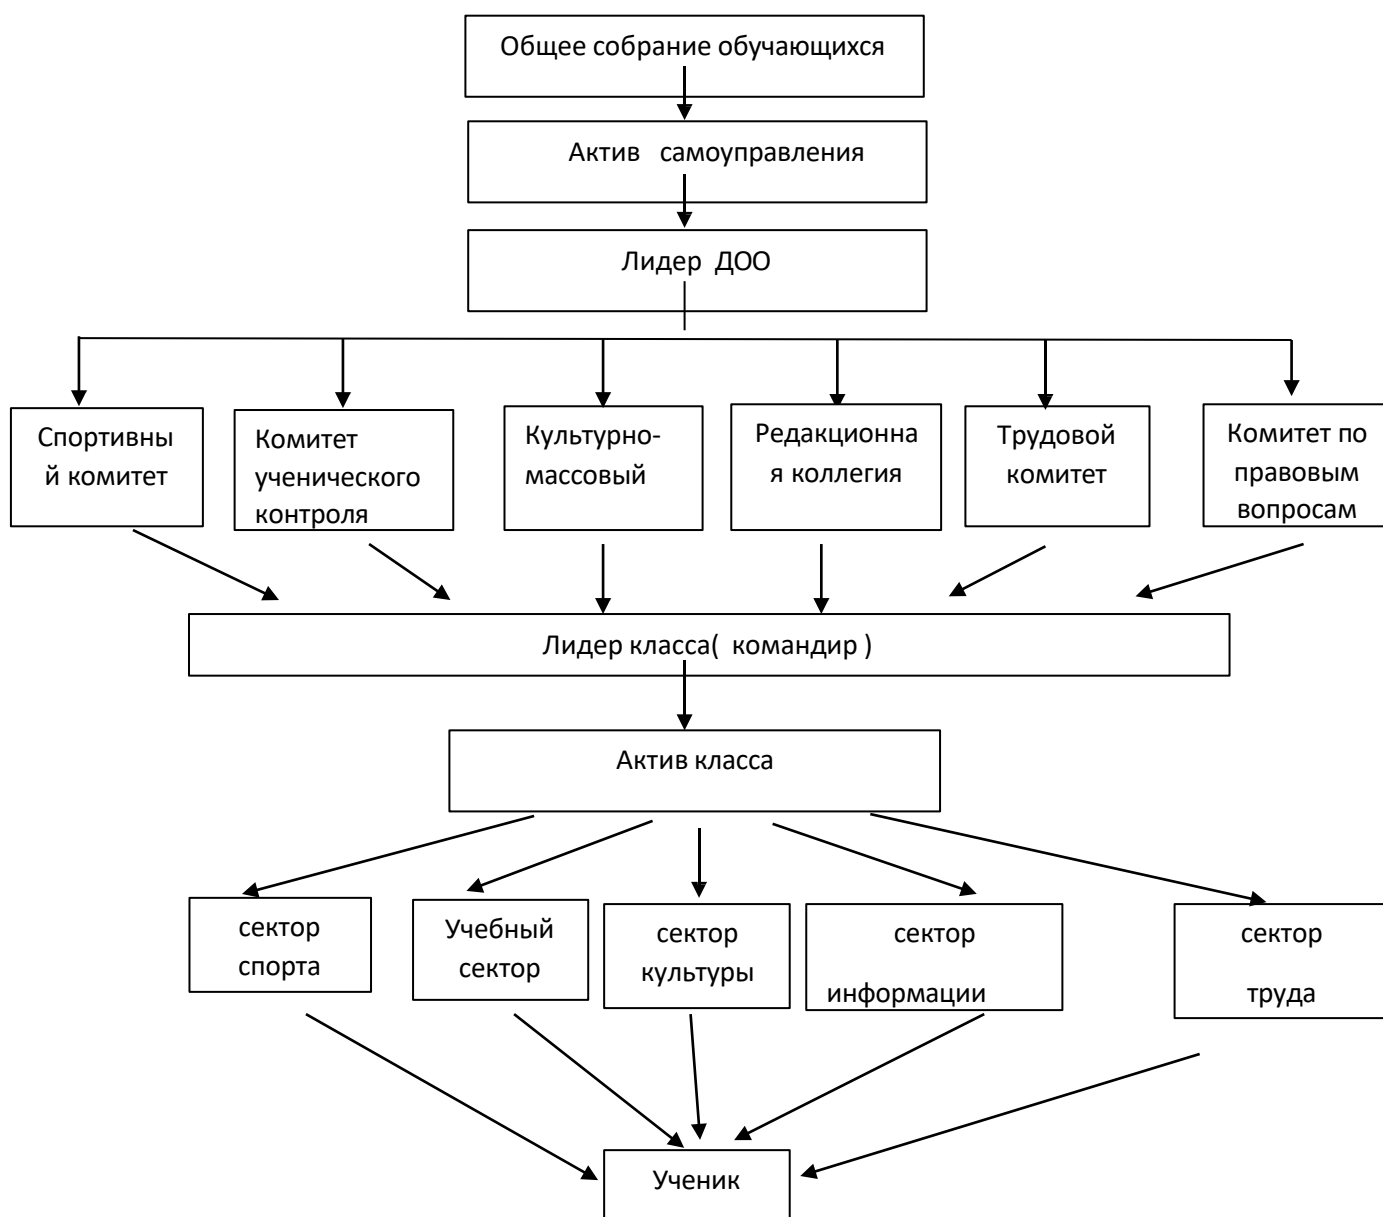 Общее собрание обучающихся
Актив самоуправления
Лидер ДОО
Спортивны
й комитет
Комитет
ученического
контроля
Культурно-
массовый
Редакционна
я коллегия
Трудовой
комитет
Комитет по
правовым
вопросам
Лидер класса( командир )
Актив класса
сектор
спорта
Учебный
сектор
сектор
культуры
сектор
информации
сектор
труда
Ученик